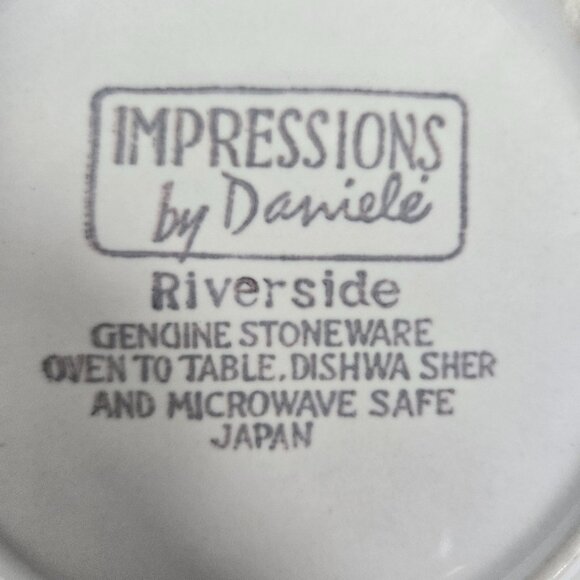 IMPRESSIONS
by Danielé
Riverside
GENUINE STONEWARE
OVEN TO TABLE, DISHWA SHER
AND MICROWAVE SAFE
JAPAN